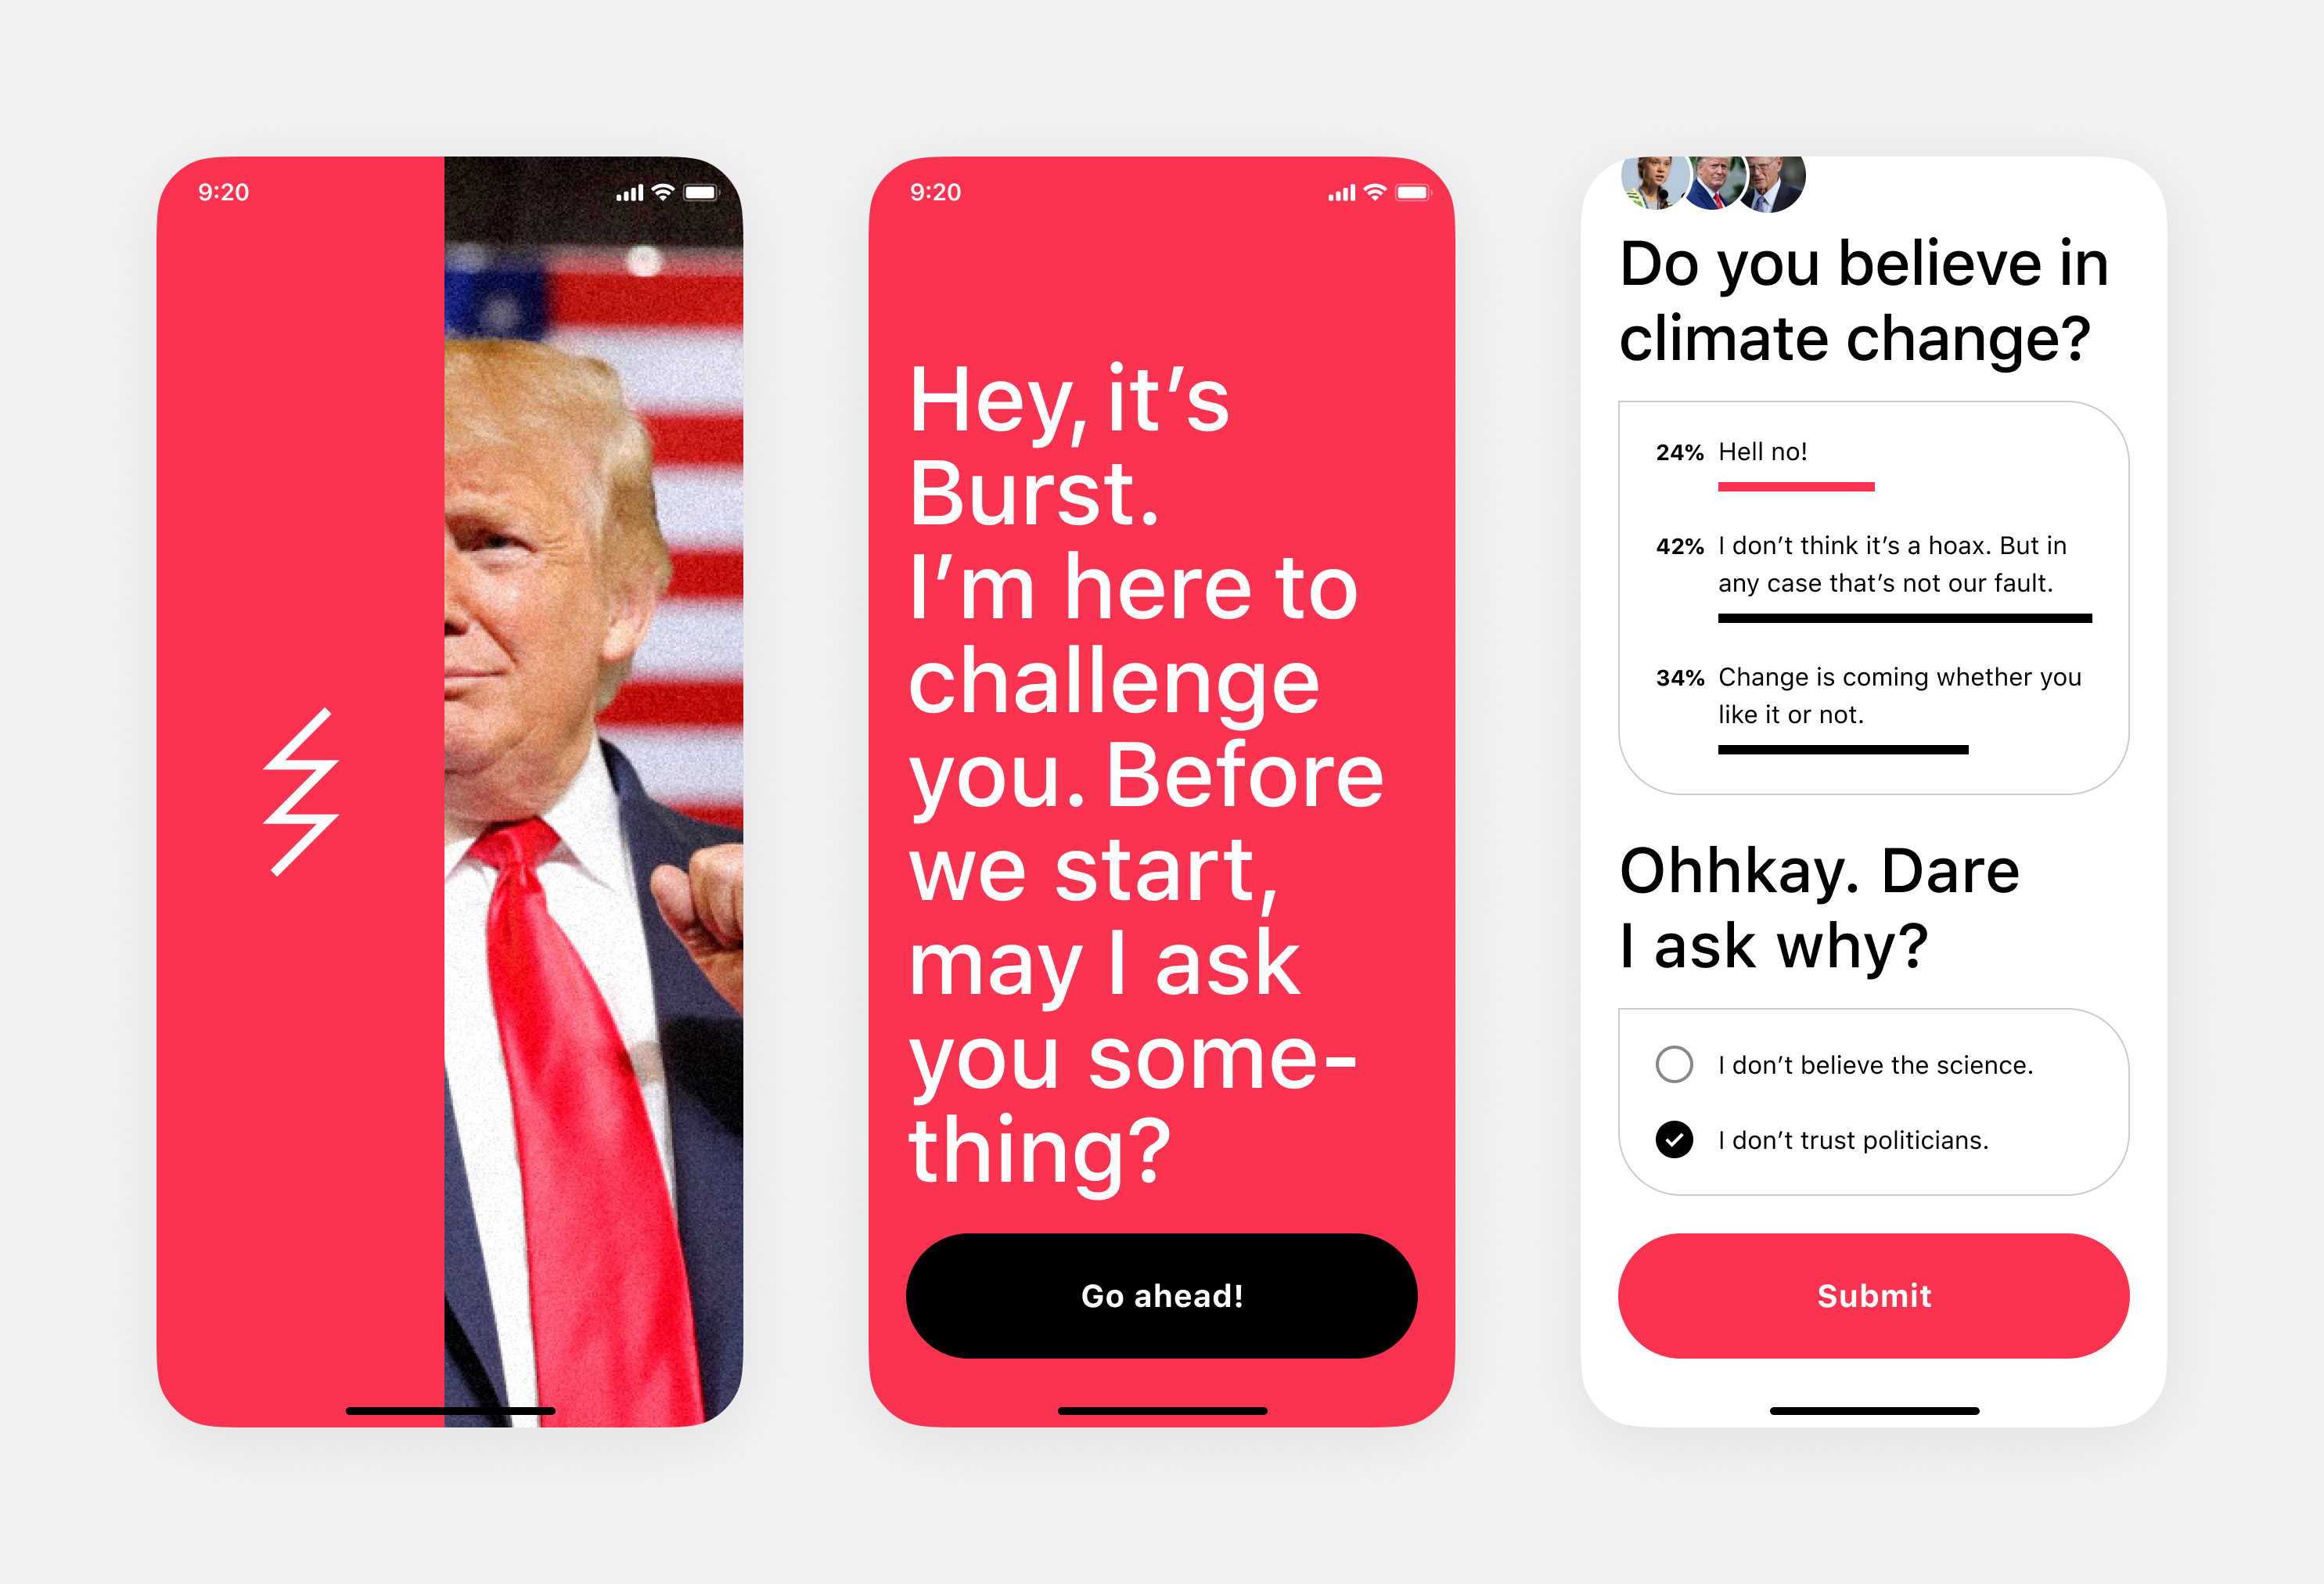 9:20
9:20
Hey, it’s
Burst.
I’m here to
challenge
you. Before
we start,
may I ask
you some-
thing?
Go ahead!
Do you believe in
climate change?
24% Hell no!
42% I don’t think it’s a hoax. But in
any case that’s not our fault.
34% Change is coming whether you
like it or not.
Ohhkay. Dare
I ask why?
I don’t believe the science.
I don’t trust politicians.
Submit